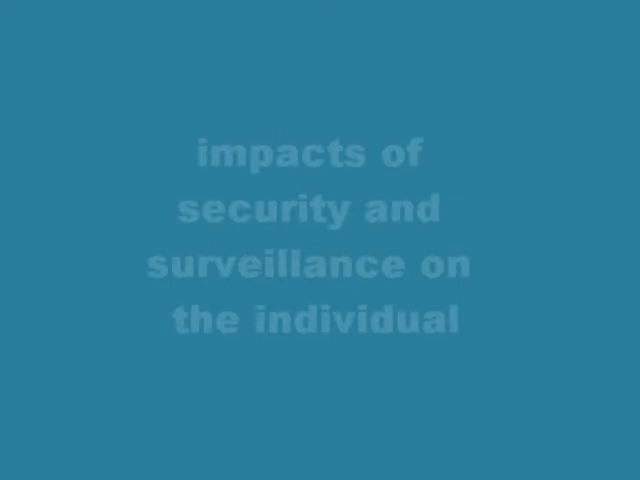 impacts of
security and
surveillance on
the individual